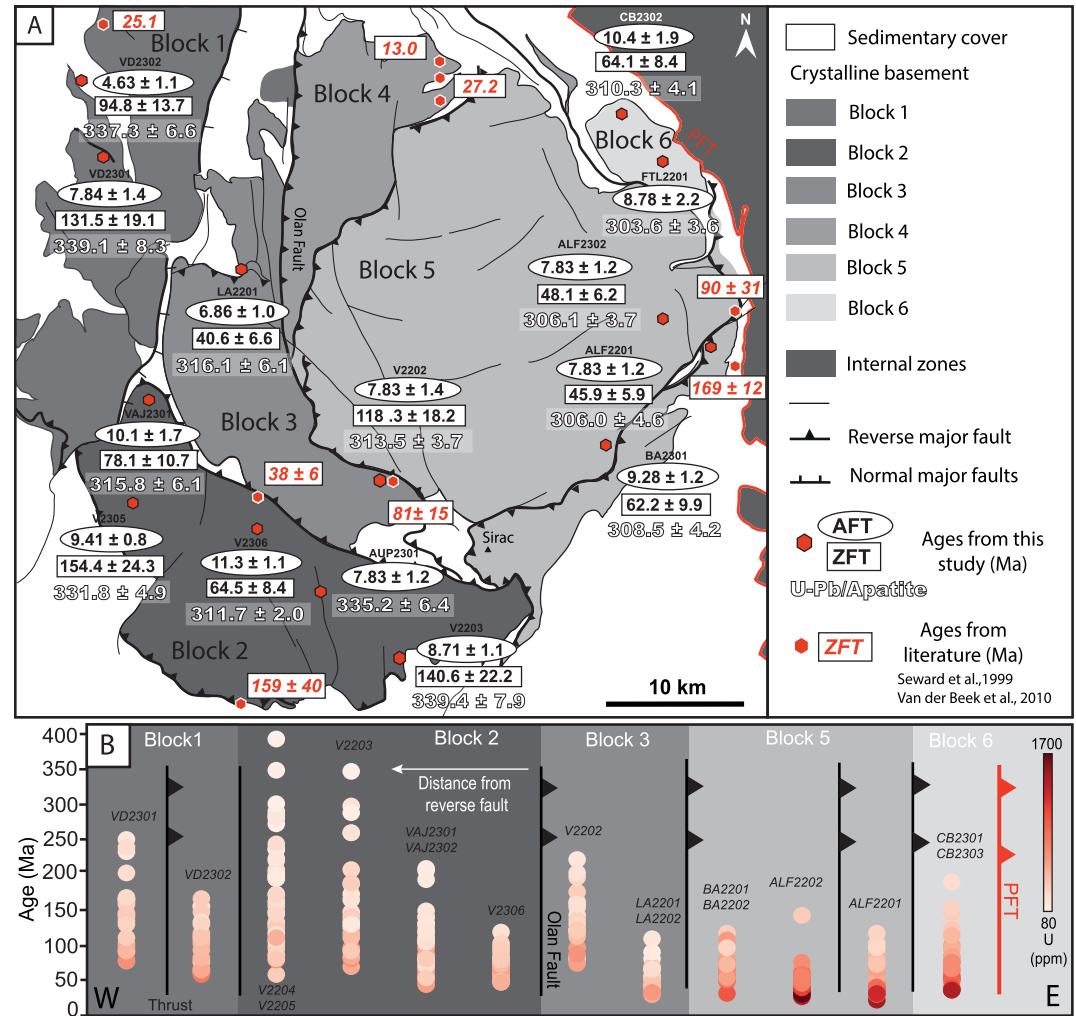 A
25.1
Block 1
VD2302
4.63 ± 1.1
94.8 ± 13.7
337.3 ± 6.6
VD2301
7.84 ± 1.4
131.5 ± 19.1
339.1 ± 8.3
13.0
27.2
Block 4
Olan Fault
CB2302
10.4 ± 1.9
64.1 ± 8.4
310.3 ± 4.1
N
Block 6
PFT
FTL2201
8.78 ± 2.2
303.6 ± 3.6
Block 5
ALF2302
7.83 ± 1.2
48.1 ± 6.2
306.1 ± 3.7
90 ± 31
LA2201
6.86 ± 1.0
40.6 ± 6.6
316.1 ± 6.1
ALF2201
7.83 ± 1.2
45.9 ± 5.9
306.0 ± 4.6
169 ± 12
V2202
7.83 ± 1.4
118 .3 ± 18.2
313.5 ± 3.7
VAJ2301
10.1 ± 1.7
78.1 ± 10.7
315.8 ± 6.1
Block 3
38 ± 6
81± 15
BA2301
9.28 ± 1.2
62.2 ± 9.9
308.5 ± 4.2
V2305
9.41 ± 0.8
154.4 ± 24.3
331.8 ± 4.9
V2306
11.3 ± 1.1
64.5 ± 8.4
311.7 ± 2.0
AUP2301
7.83 ± 1.2
335.2 ± 6.4
Sirac
Block 2
159 ± 40
V2203
8.71 ± 1.1
140.6 ± 22.2
339.4 ± 7.9
10 km
Sedimentary cover
Crystalline basement
Block 1
Block 2
Block 3
Block 4
Block 5
Block 6
Internal zones
Reverse major fault
Normal major faults
AFT
ZFT
U-Pb/Apatite
Ages from this
study (Ma)
ZFT
Ages from
literature (Ma)
Seward et al.,1999
Van der Beek et al., 2010
B
Block1
Block 2
Block 3
Block 5
Block 6
Age (Ma)
400
350
300
250
200
150
100
50
0
VD2301
VD2302
Thrust
W
V2204
V2205
V2203
Distance from
reverse fault
VAJ2301
VAJ2302
V2306
Olan Fault
V2202
LA2201
LA2202
BA2201
BA2202
ALF2202
ALF2201
CB2301
CB2303
PFT
E
1700
80
U
(ppm)